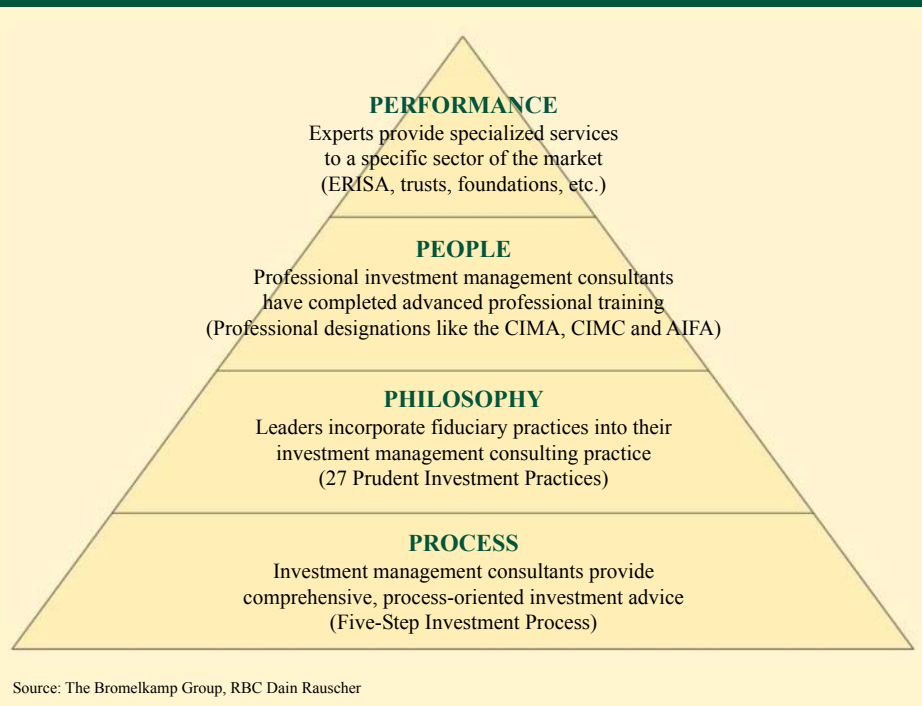 PERFORMANCE
Experts provide specialized services
to a specific sector of the market
(ERISA, trusts, foundations, etc.)
PEOPLE
Professional investment management consultants
have completed advanced professional training
(Professional designations like the CIMA, CIMC and AIFA)
PHILOSOPHY
Leaders incorporate fiduciary practices into their
investment management consulting practice
(27 Prudent Investment Practices)
PROCESS
Investment management consultants provide
comprehensive, process-oriented investment advice
(Five-Step Investment Process)
Source: The Bromelkamp Group, RBC Dain Rauscher